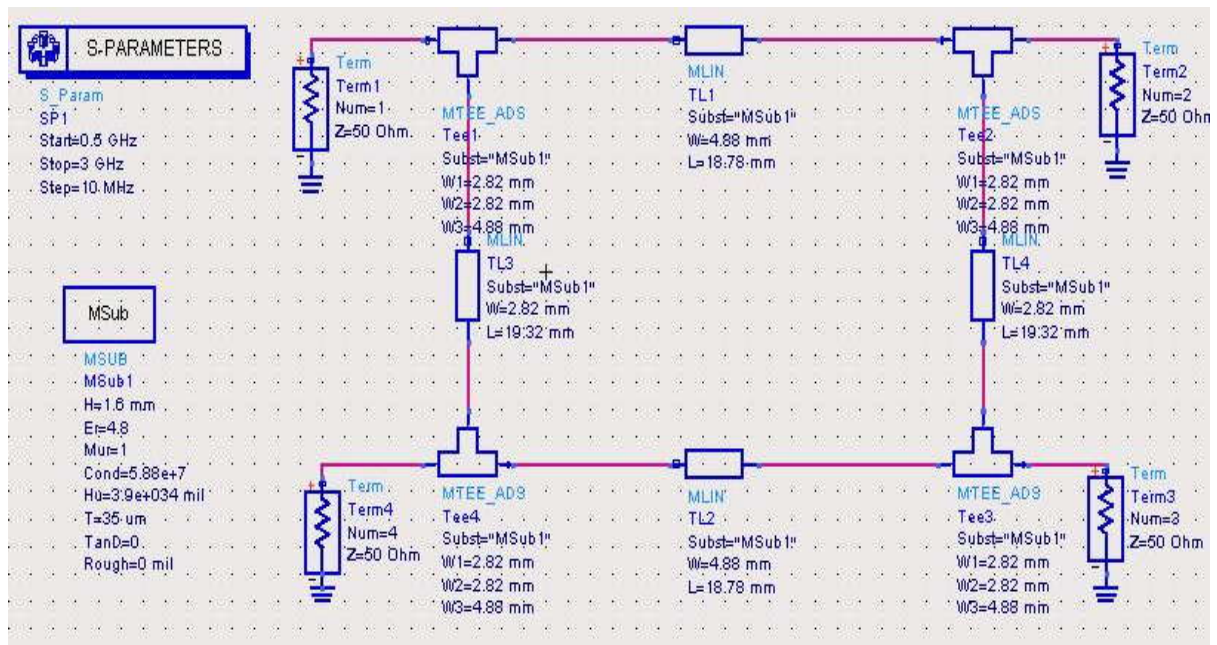 S-PARAMETERS
S_Param
SP1
Start=0.5 GHz
Stop=3 GHz
Step=10 MHz
Term
Term1
Num=1
Z=50 Ohm
MTEE_ADS
Tee1
Subst="MSub1"
W1=2.82 mm
W2=2.82 mm
W3=4.88 mm
MLIN
TL1
Subst="MSub1"
W=4.88 mm
L=18.78 mm
MTEE_ADS
Tee2
Subst="MSub1"
W1=2.82 mm
W2=2.82 mm
W3=4.88 mm
Term
Term2
Num=2
Z=50 Ohm
MLIN
TL3
Subst="MSub1"
W=2.82 mm
L=19.32 mm
MLIN
TL4
Subst="MSub1"
W=2.82 mm
L=19.32 mm
MSub
MSUB
MSub1
H=1.6 mm
Er=4.8
Mur=1
Cond=5.88e+7
Hu=3.9e+034 mil
T=35 um
TanD=0
Rough=0 mil
Term
Term4
Num=4
Z=50 Ohm
MTEE_ADS
Tee4
Subst="MSub1"
W1=2.82 mm
W2=2.82 mm
W3=4.88 mm
MLIN
TL2
Subst="MSub1"
W=4.88 mm
L=18.78 mm
MTEE_ADS
Tee3
Subst="MSub1"
W1=2.82 mm
W2=2.82 mm
W3=4.88 mm
Term
Term3
Num=3
Z=50 Ohm